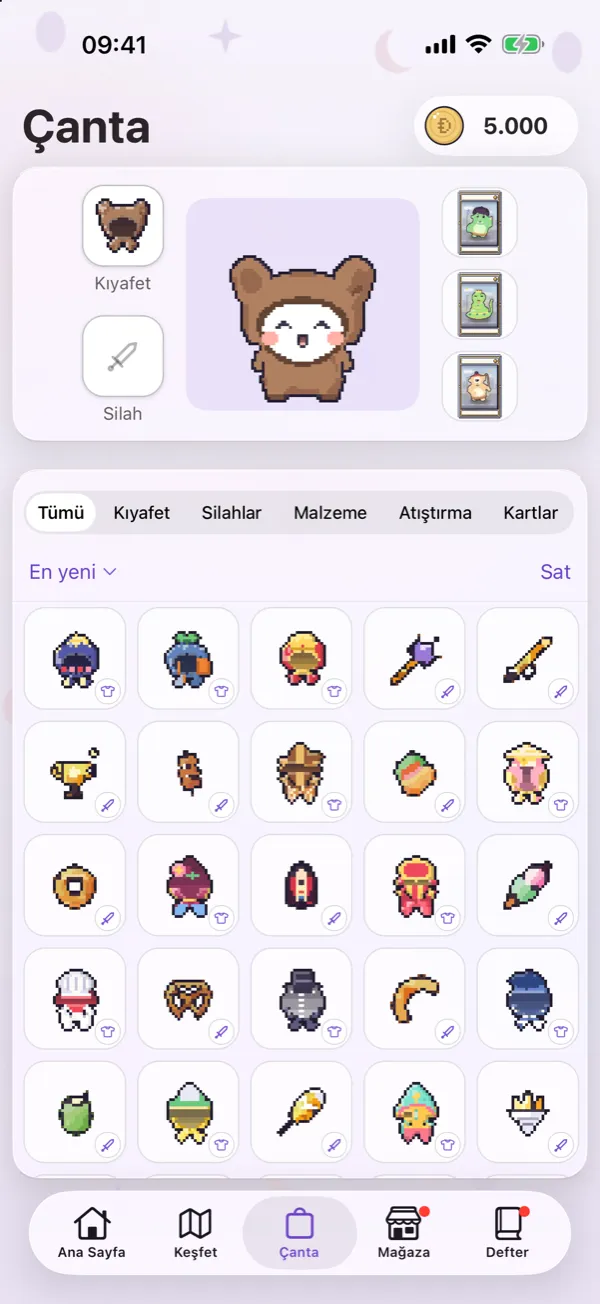 09:41
Çanta
5.000
Kıyafet
Silah
Tümü Kıyafet Silahlar Malzeme Atıştırma Kartlar
En yeni Sat
Ana Sayfa Keşfet Çanta Mağaza Defter